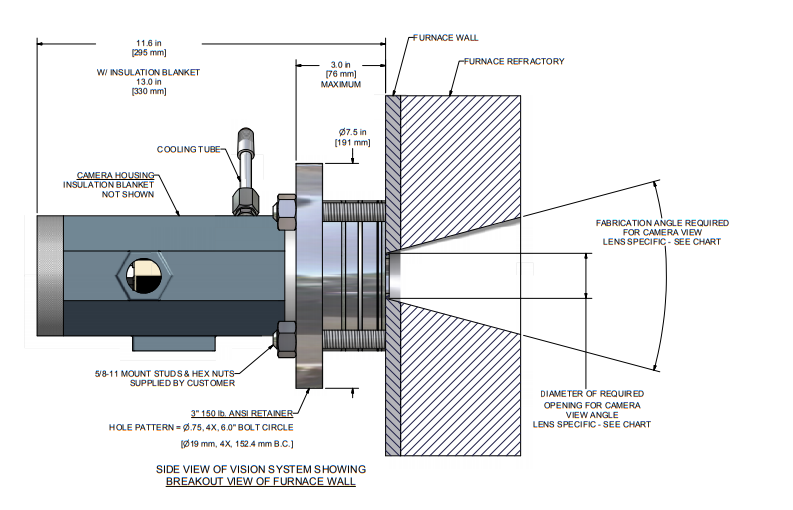 11.6 in
[295 mm]
W/ INSULATION BLANKET
13.0 in
[330 mm]
3.0 in
[76 mm]
MAXIMUM
FURNACE WALL
FURNACE REFRACTORY
Ø7.5 in
[191 mm]
COOLING TUBE
CAMERA HOUSING
INSULATION BLANKET
NOT SHOWN
FABRICATION ANGLE REQUIRED
FOR CAMERA VIEW
LENS SPECIFIC - SEE CHART
5/8-11 MOUNT STUDS & HEX NUTS
SUPPLIED BY CUSTOMER
DIAMETER OF REQUIRED
OPENING FOR CAMERA
VIEW ANGLE
LENS SPECIFIC - SEE CHART
3" 150 lb. ANSI RETAINER
HOLE PATTERN = Ø.75, 4X, 6.0" BOLT CIRCLE
[Ø19 mm, 4X, 152.4 mm B.C.]
SIDE VIEW OF VISION SYSTEM SHOWING
BREAKOUT VIEW OF FURNACE WALL